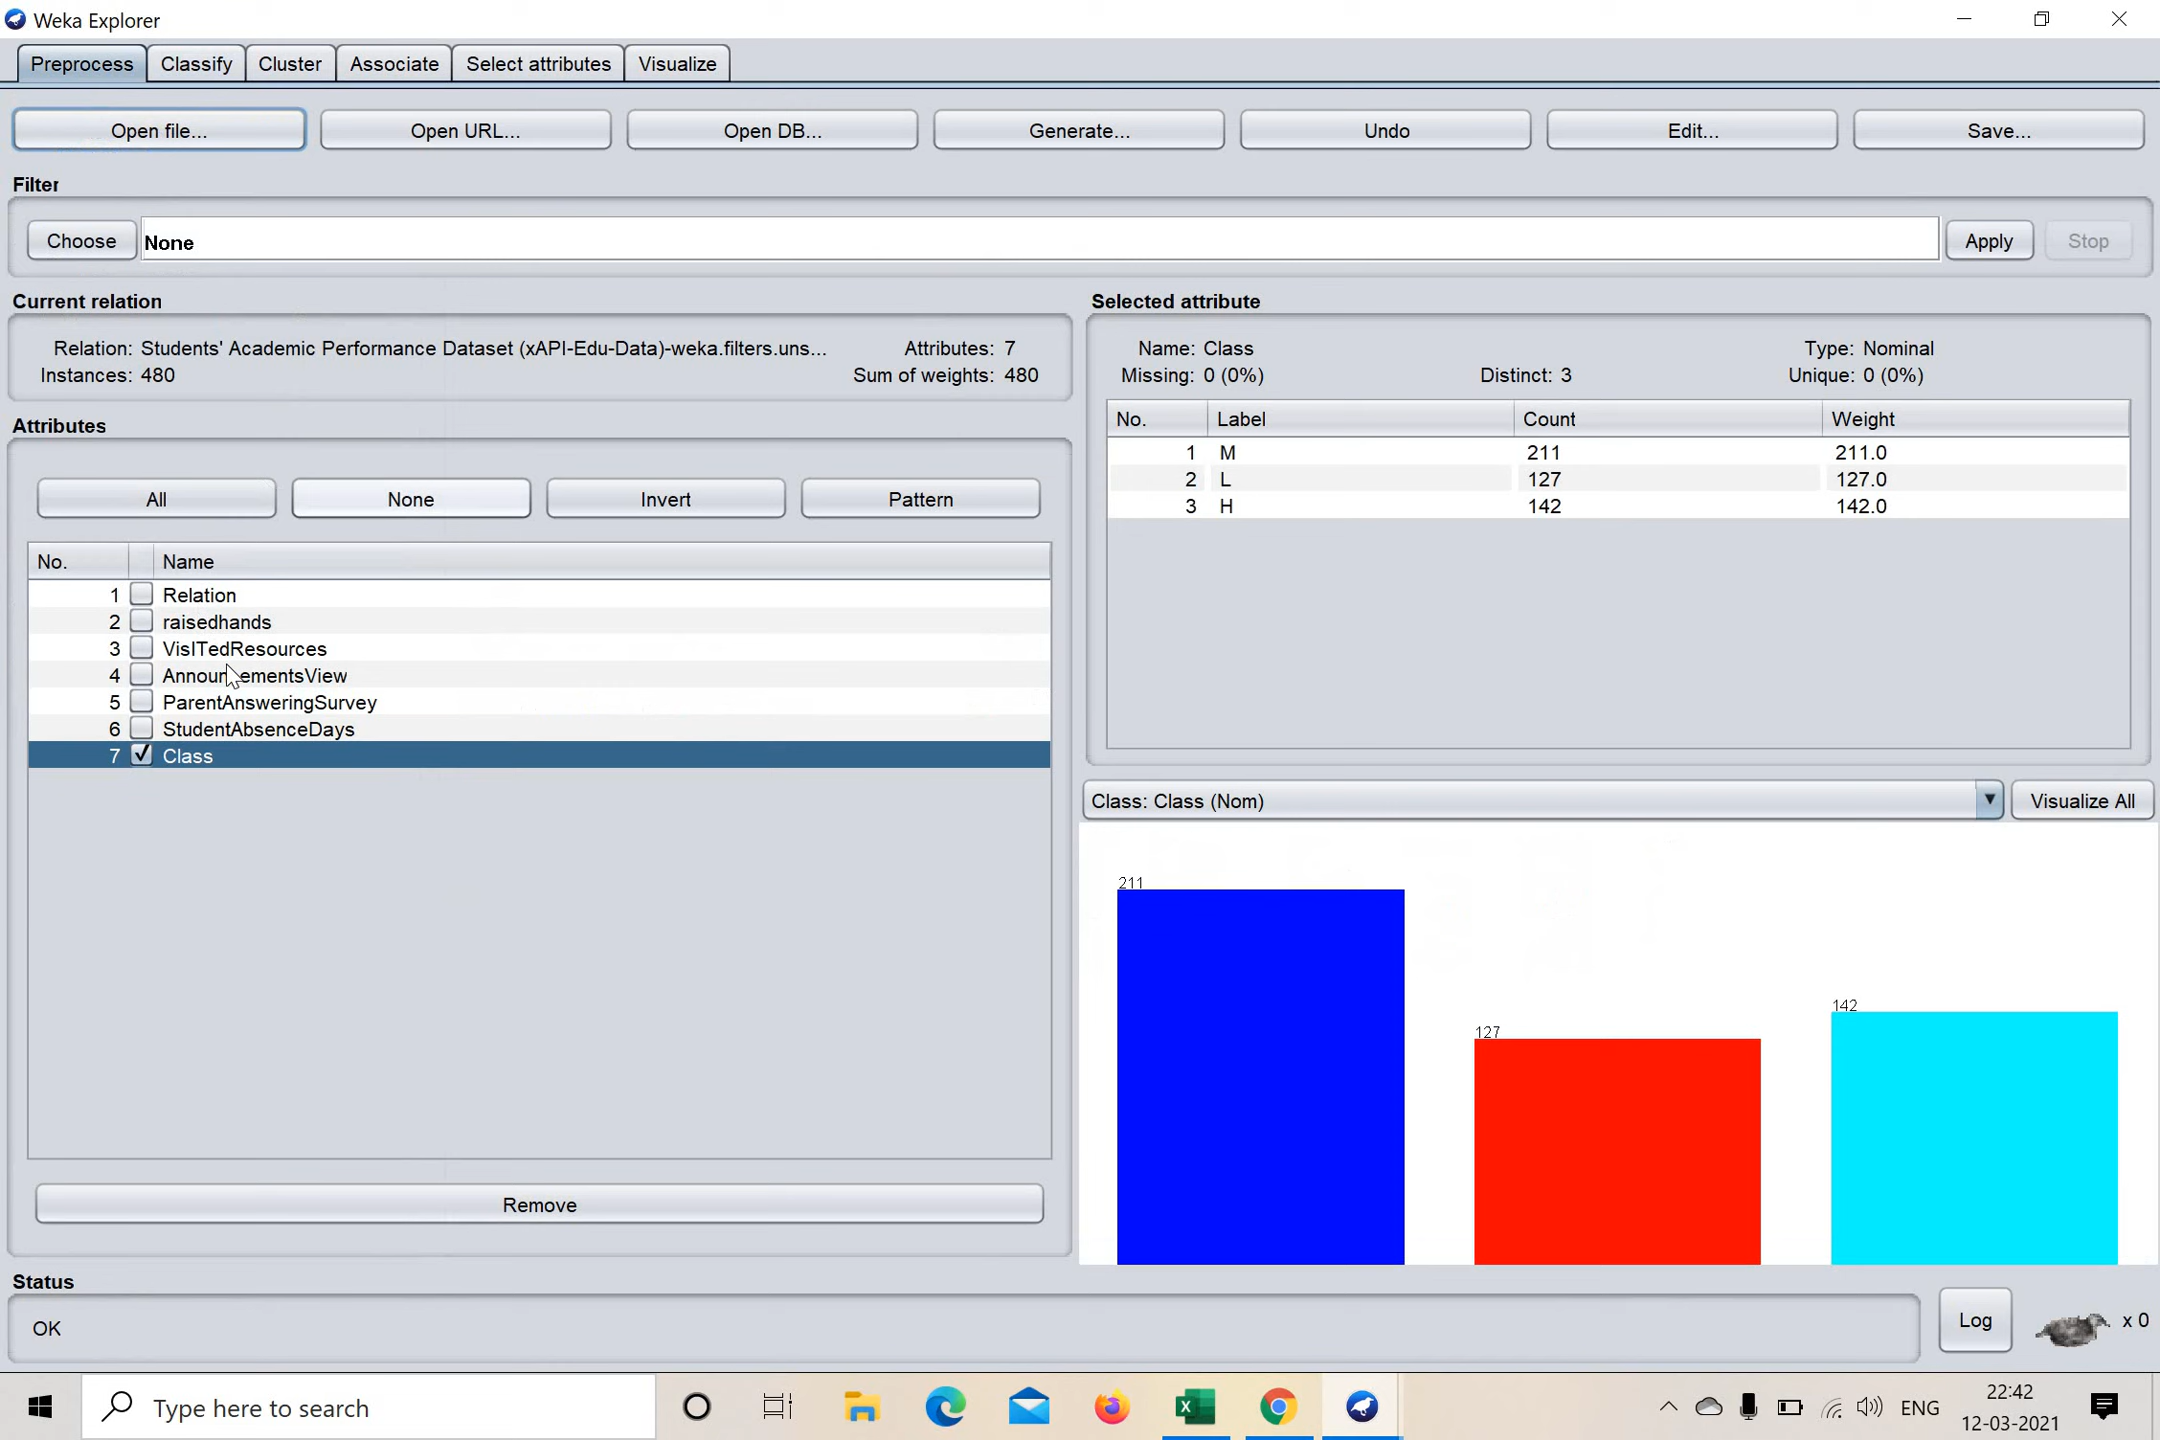 Weka Explorer
Preprocess Classify Cluster Associate Select attributes Visualize
Open file... Open URL... Open DB... Generate... Undo Edit... Save...
Filter
Choose None Apply Stop
Current relation
Relation: Students' Academic Performance Dataset (xAPI-Edu-Data)-weka.filters.uns... Attributes: 7
Instances: 480 Sum of weights: 480
Attributes
All None Invert Pattern
No. Name
1 Relation
2 raisedhands
3 VisITedResources
4 AnnouncementsView
5 ParentAnsweringSurvey
6 StudentAbsenceDays
7 Class
Remove
Selected attribute
Name: Class Type: Nominal
Missing: 0 (0%) Distinct: 3 Unique: 0 (0%)
No. Label Count Weight
1 M 211 211.0
2 L 127 127.0
3 H 142 142.0
Class: Class (Nom) Visualize All
211
127
142
Status
OK
Log x 0
Type here to search
ENG
22:42
12-03-2021